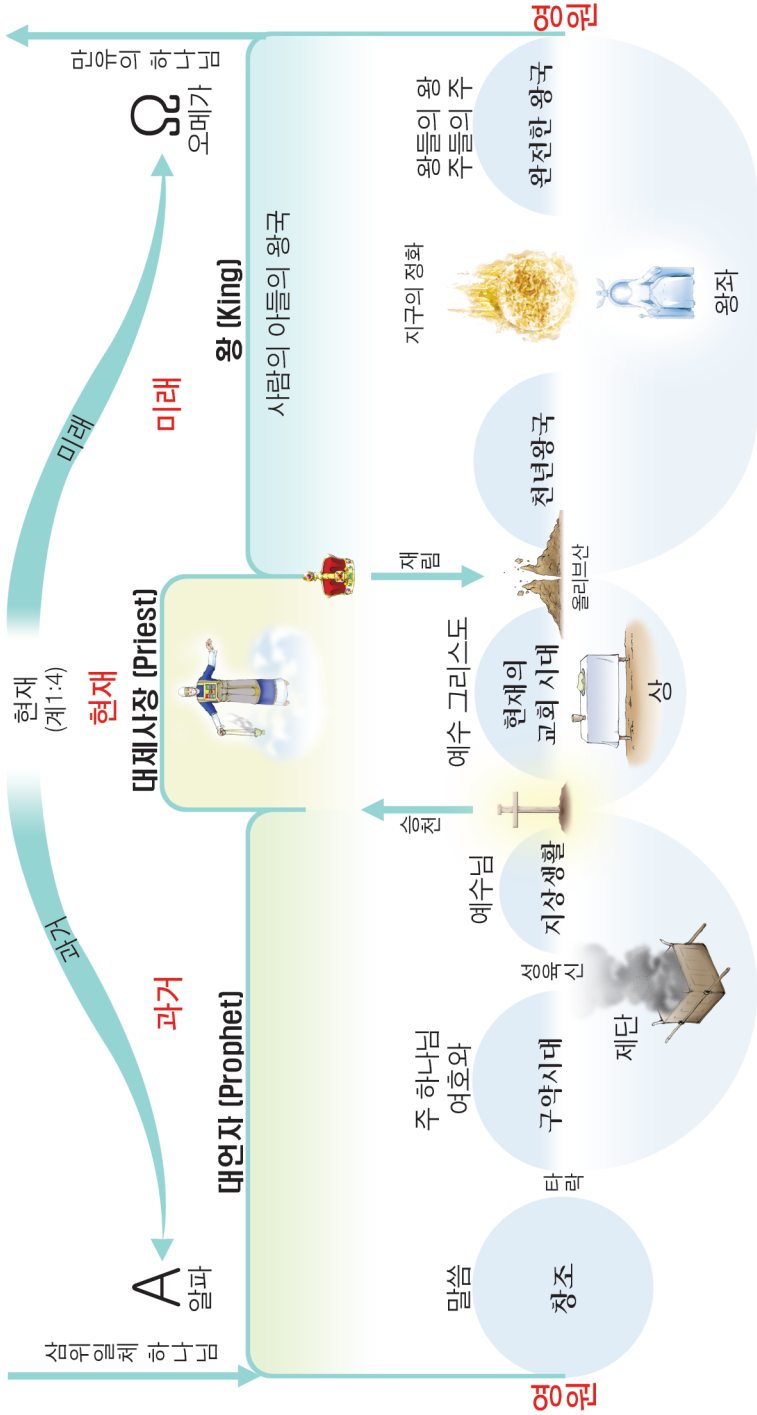 현재
(계1:4)
과거
미래
A
알파
Ω
오메가
삼위일체 하나님
만유의 하나님
과거
현재
미래
대언자 (Prophet)
대제사장 (Priest)
왕 (King)
사람의 아들의 왕국
승천
재림
말씀
주 하나님
여호와
예수님
예수 그리스도
지구의 정화
왕들의 왕
주들의 주
영원
창조
타락
구약시대
성육신
지상생활
현재의
교회 시대
올리브산
천년왕국
완전한 왕국
영원
제단
상
왕좌